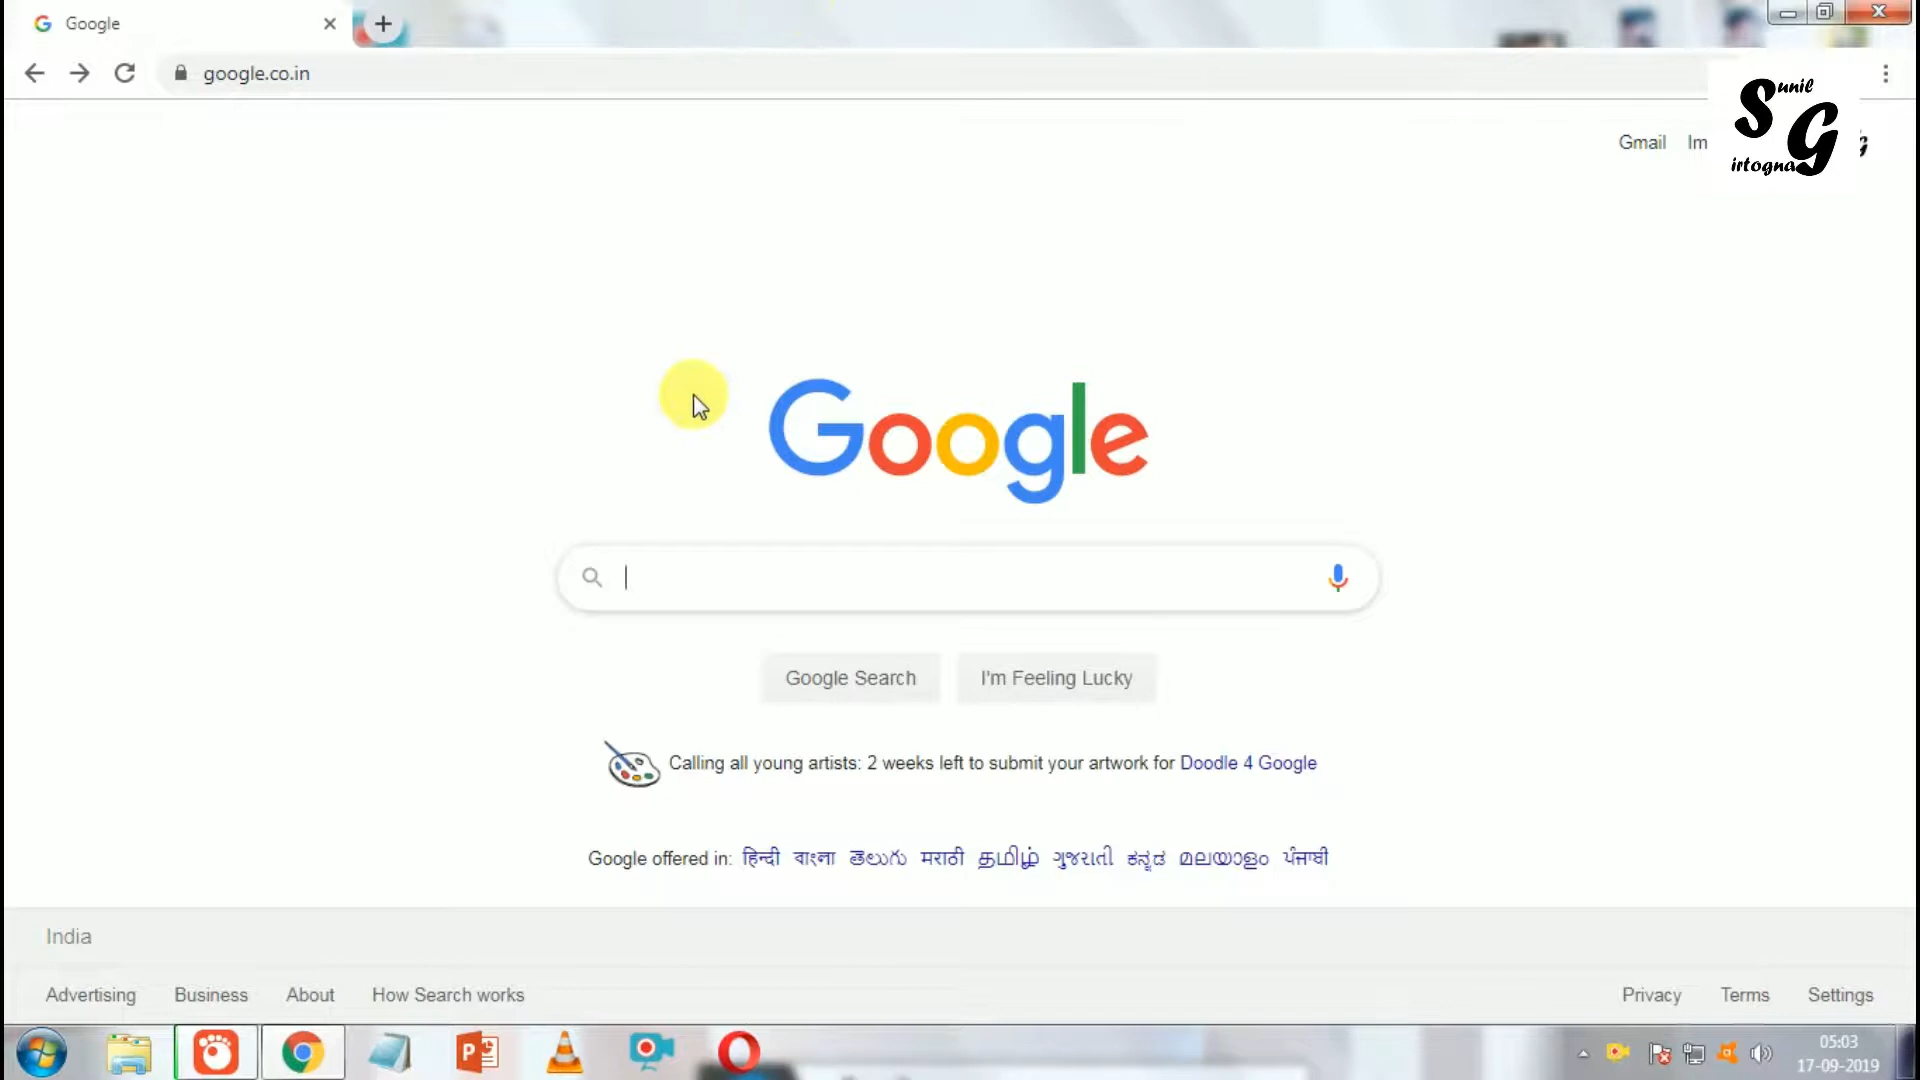 Google
google.co.in
Gmail
Sunil
Girtogna
Google
Google Search I'm Feeling Lucky
Calling all young artists: 2 weeks left to submit your artwork for Doodle 4 Google
Google offered in: हिन्दी বাংলা తెలుగు मराठी தமிழ் ગુજરાતી ಕನ್ನಡ മലയാളം ਪੰਜਾਬੀ
India
Advertising Business About How Search works Privacy Terms Settings
05:03
17-09-2019